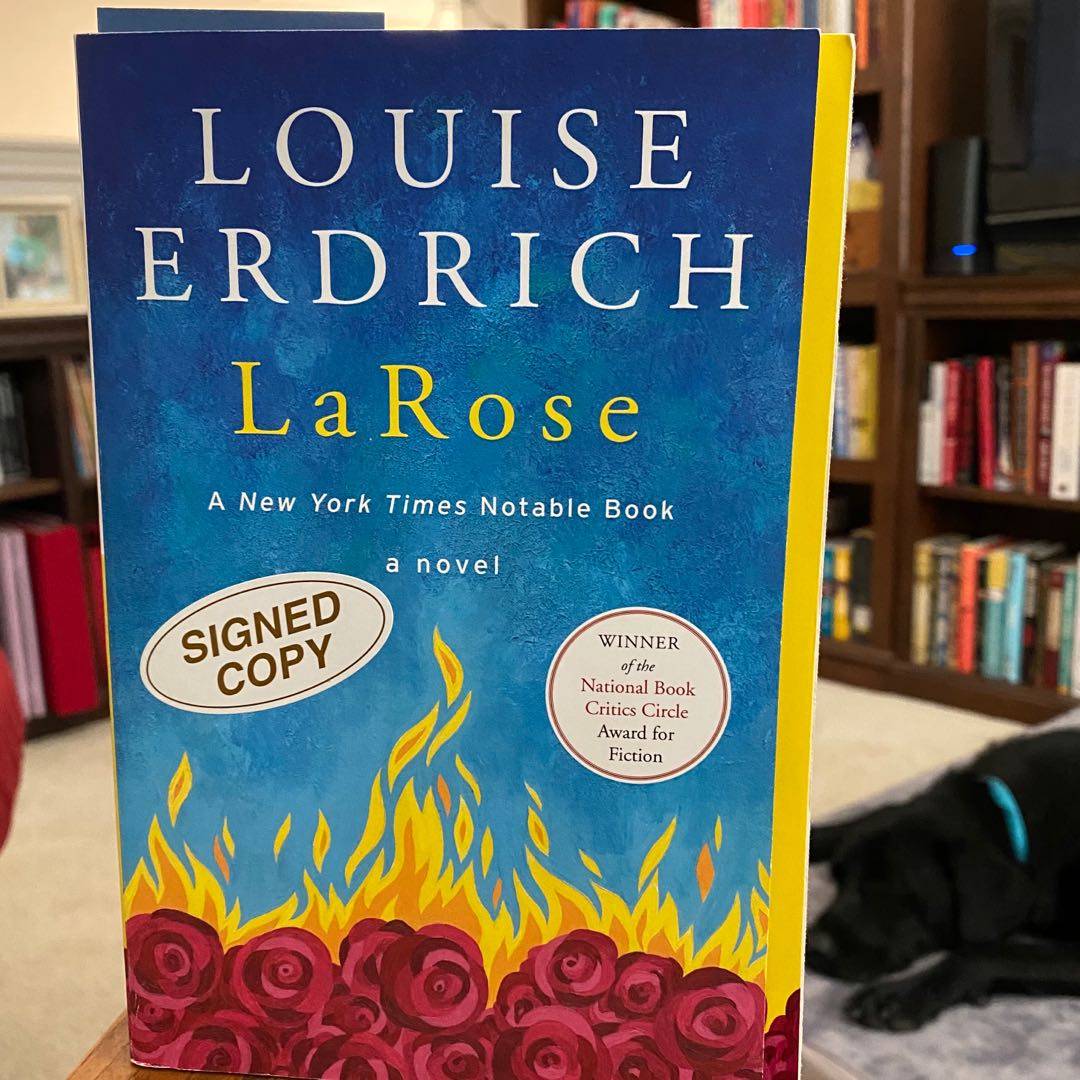 LOUISE
ERDRICH
LaRose
A New York Times Notable Book
a novel
SIGNED
COPY
WINNER
of the
National Book
Critics Circle
Award for
Fiction